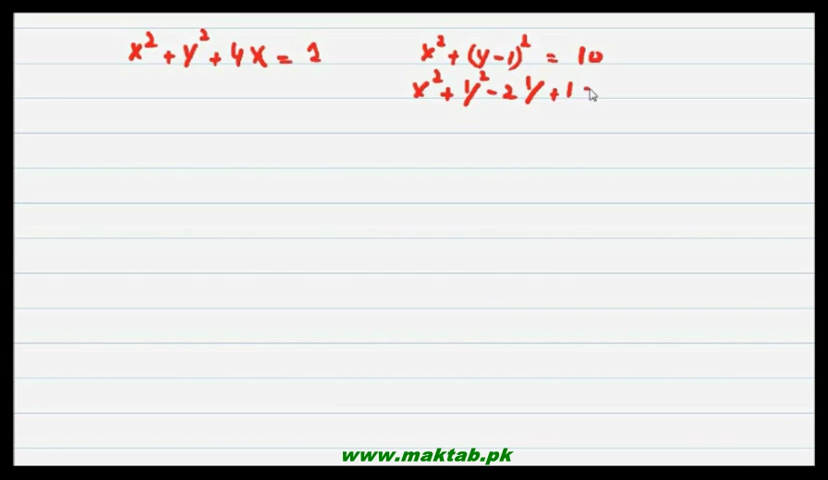 x² + y² + 4x = 1
x² + (y-1)² = 10
x² + y² - 2y + 1 =
www.maktab.pk